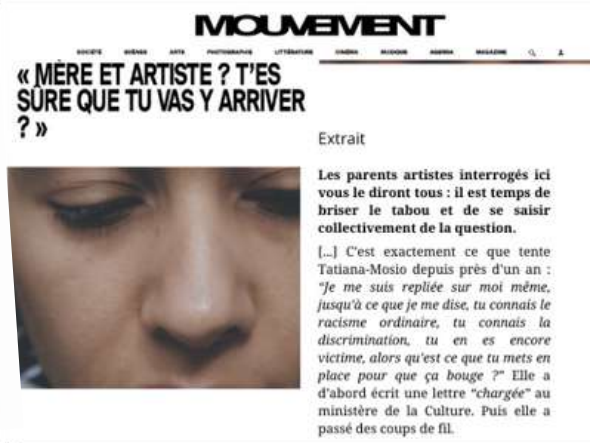 MOUVEMENT
SOCIÉTÉ SCÈNES ARTS PHOTOGRAPHIE LITTÉRATURE CINÉMA MUSIQUE AGENDA MAGAZINE
« MÈRE ET ARTISTE ? T'ES
SÛRE QUE TU VAS Y ARRIVER
? »
Extrait
Les parents artistes interrogés ici
vous le diront tous : il est temps de
briser le tabou et de se saisir
collectivement de la question.
[...] C'est exactement ce que tente
Tatiana-Mosio depuis près d'un an :
"Je me suis repliée sur moi même,
jusqu'à ce que je me dise, tu connais le
racisme ordinaire, tu connais la
discrimination, tu en es encore
victime, alors qu'est ce que tu mets en
place pour que ça bouge ?" Elle a
d'abord écrit une lettre "chargée" au
ministère de la Culture. Puis elle a
passé des coups de fil.